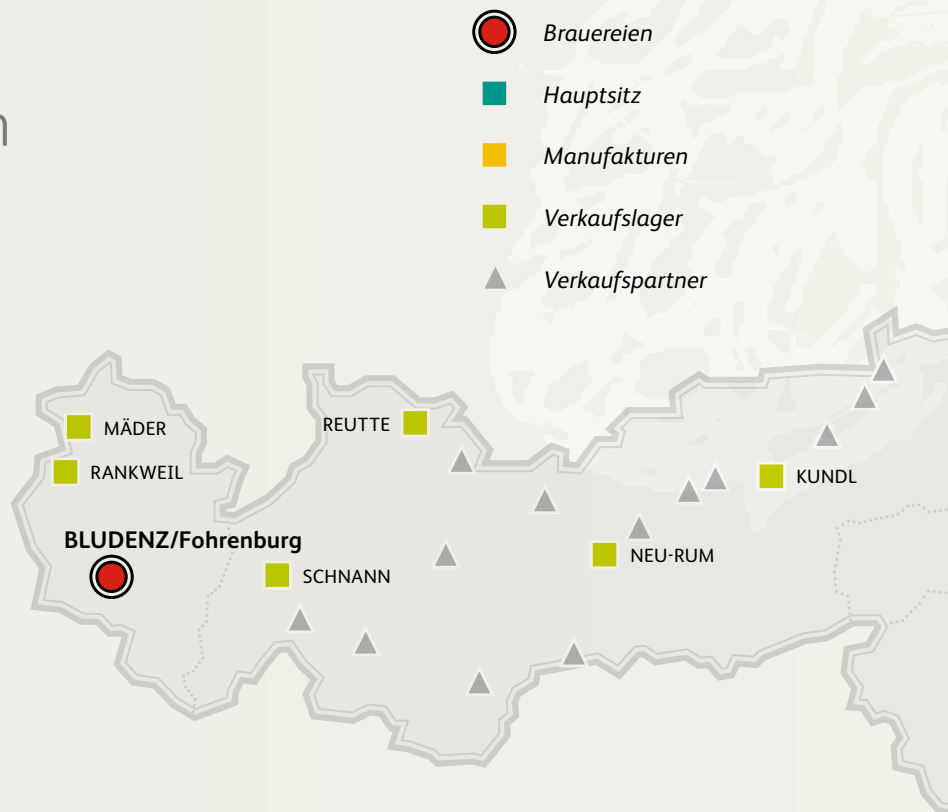 n
Brauereien
Hauptsitz
Manufakturen
Verkaufslager
Verkaufspartner
MÄDER
REUTTE
RANKWEIL
KUNDL
BLUDENZ/Fohrenburg
SCHNANN
NEU-RUM